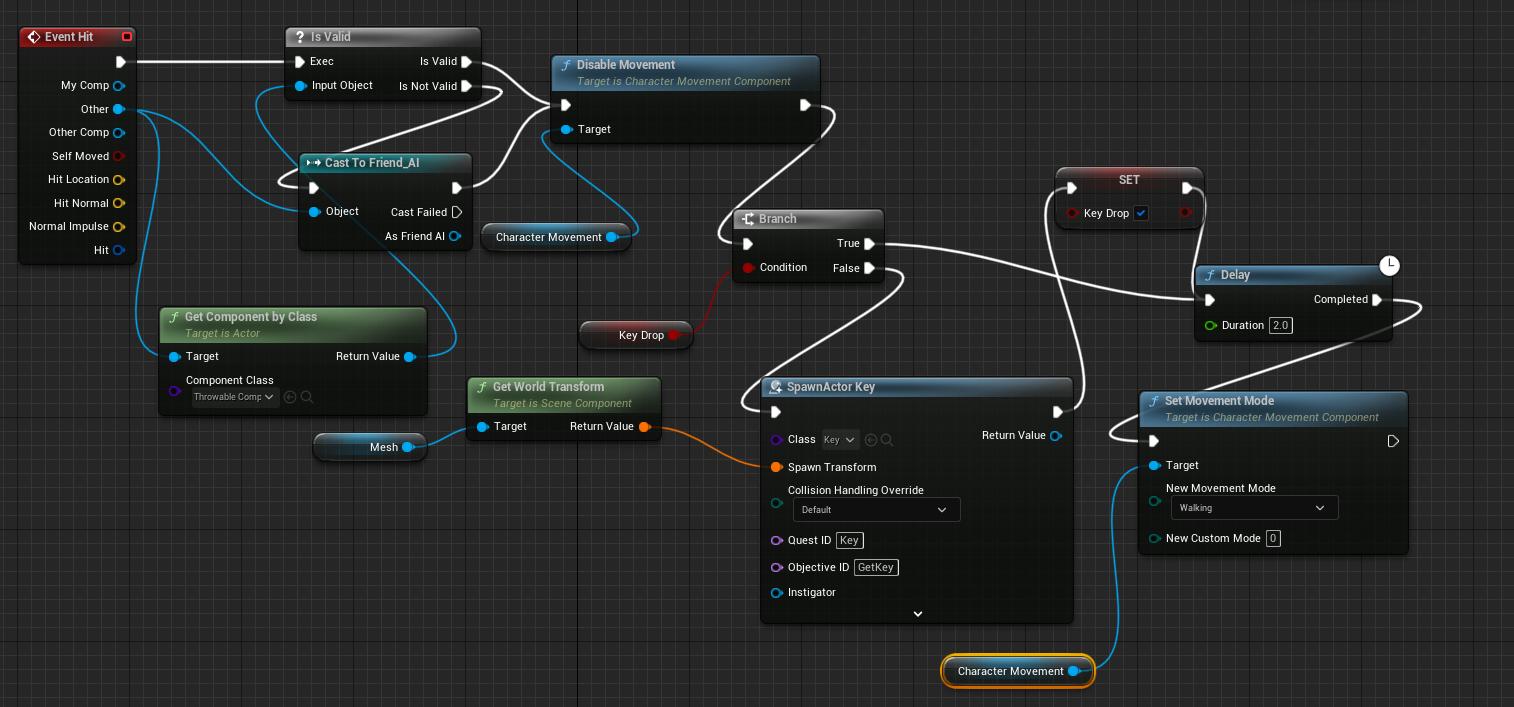 Event Hit
My Comp
Other
Other Comp
Self Moved
Hit Location
Hit Normal
Normal Impulse
Hit
? Is Valid
Exec
Is Valid
Input Object
Is Not Valid
Cast To Friend_AI
Object
Cast Failed
As Friend AI
f Disable Movement
Target is Character Movement Component
Target
Character Movement
Branch
True
Condition
False
Key Drop
f Get Component by Class
Target is Actor
Target
Return Value
Component Class
Throwable Comp
Mesh
f Get World Transform
Target is Scene Component
Target
Return Value
SpawnActor Key
Class
Key
Return Value
Spawn Transform
Collision Handling Override
Default
Quest ID
Key
Objective ID
GetKey
Instigator
SET
Key Drop
f Delay
Completed
Duration
2.0
f Set Movement Mode
Target is Character Movement Component
Target
New Movement Mode
Walking
New Custom Mode
0
Character Movement